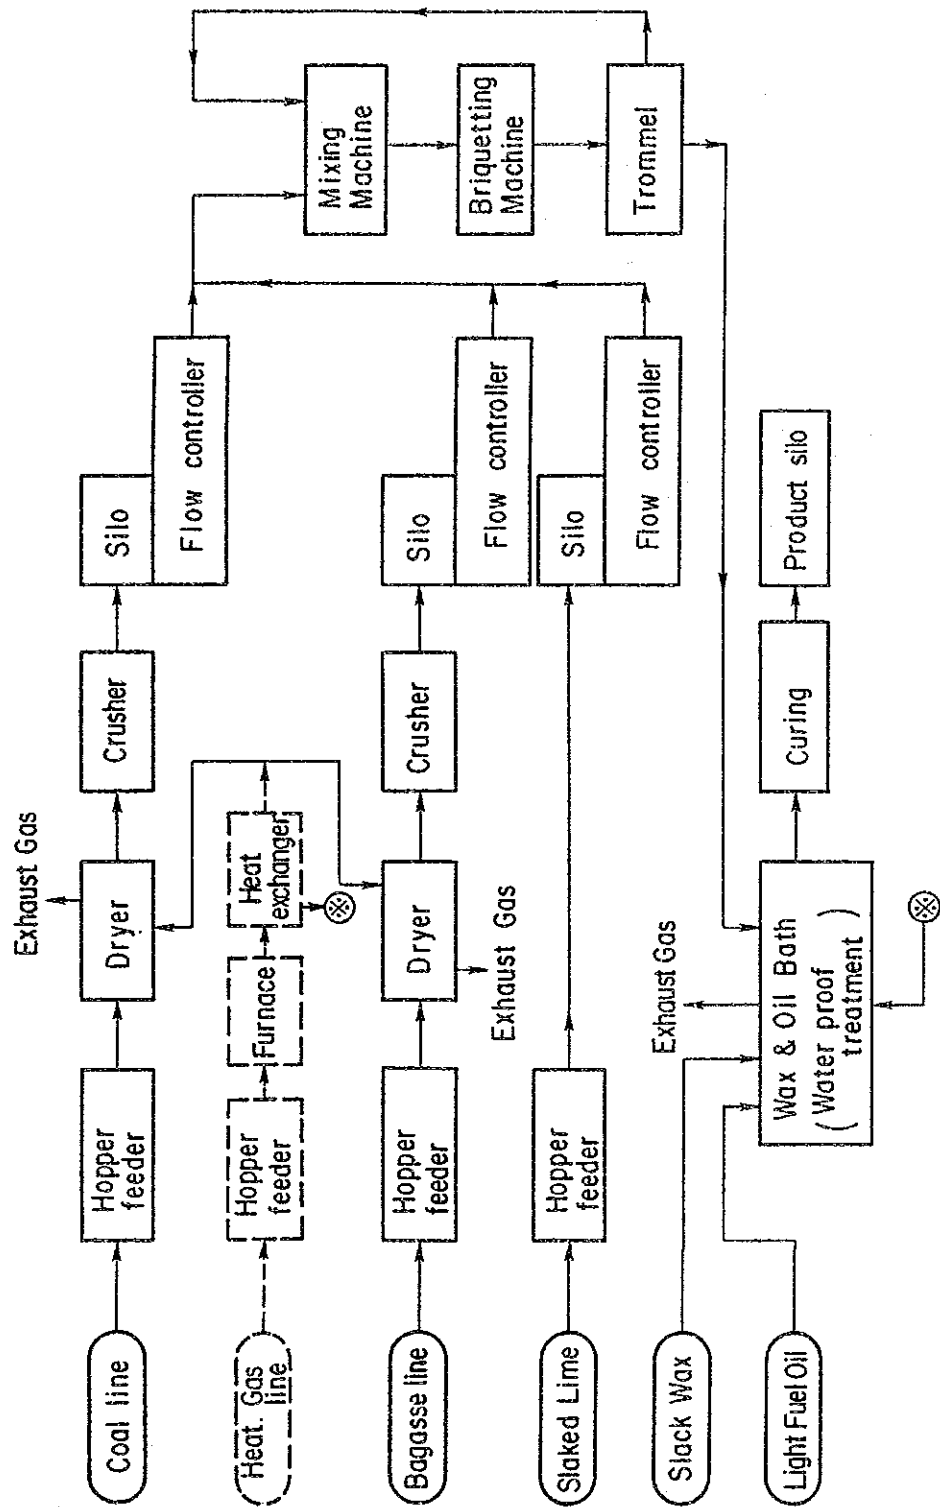 Coal line
Hopper
feeder
Dryer
Exhaust Gas
Crusher
Silo
Flow controller
Mixing
Machine
Briquetting
Machine
Trommel
Heat. Gas
line
Hopper
feeder
Furnace
Heat
exchanger
※
Bagasse line
Hopper
feeder
Dryer
Exhaust Gas
Crusher
Silo
Flow controller
Slaked Lime
Hopper
feeder
Silo
Flow controller
Slack Wax
Light Fuel Oil
Exhaust Gas
Wax & Oil Bath
( Water proof
treatment )
※
Curing
Product silo